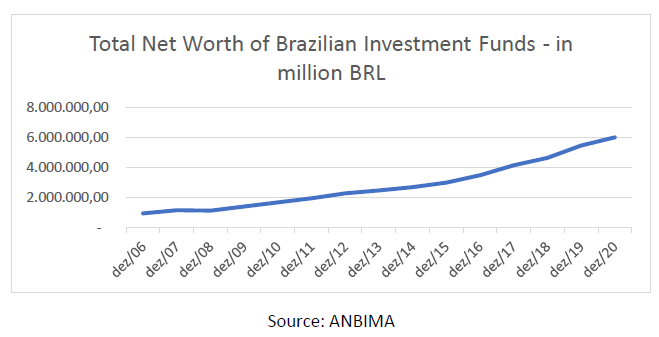 Total Net Worth of Brazilian Investment Funds - in
million BRL
8.000.000,00
6.000.000,00
4.000.000,00
2.000.000,00
-
dez/06
dez/07
dez/08
dez/09
dez/10
dez/11
dez/12
dez/13
dez/14
dez/15
dez/16
dez/17
dez/18
dez/19
dez/20
Source: ANBIMA